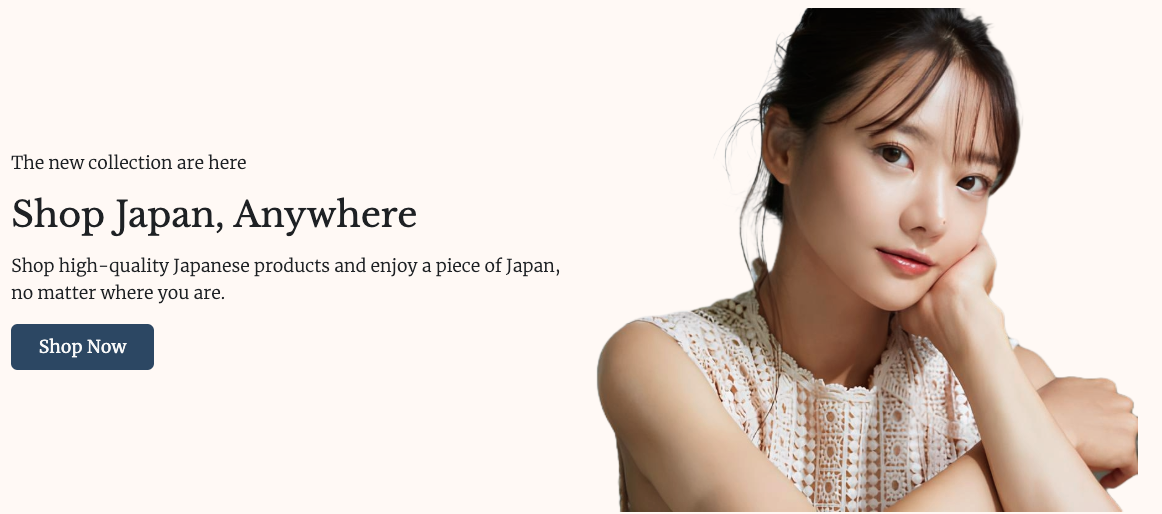 The new collection are here
Shop Japan, Anywhere
Shop high-quality Japanese products and enjoy a piece of Japan,
no matter where you are.
Shop Now